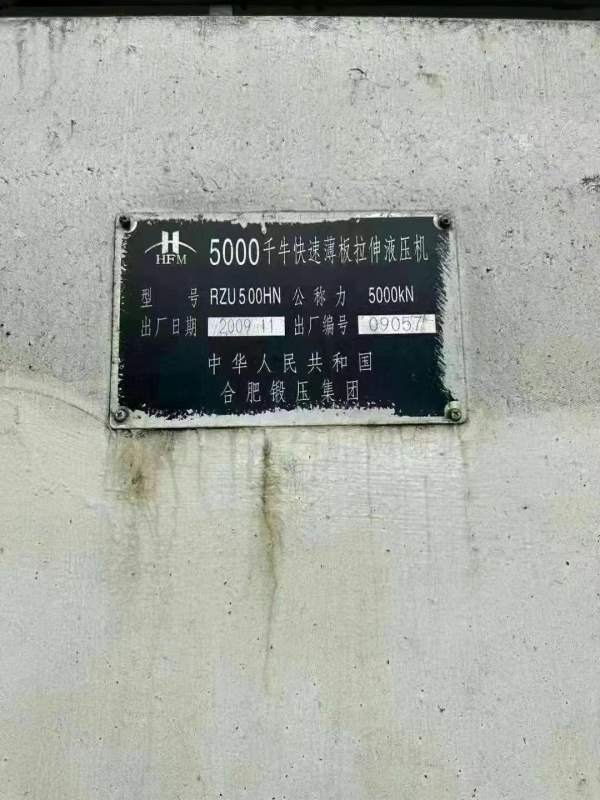 HFM 5000千牛快速薄板拉伸液压机
型 号 RZU500HN 公称力 5000kN
出厂日期 2009 11 出厂编号 09057
中华人民共和国
合肥锻压集团